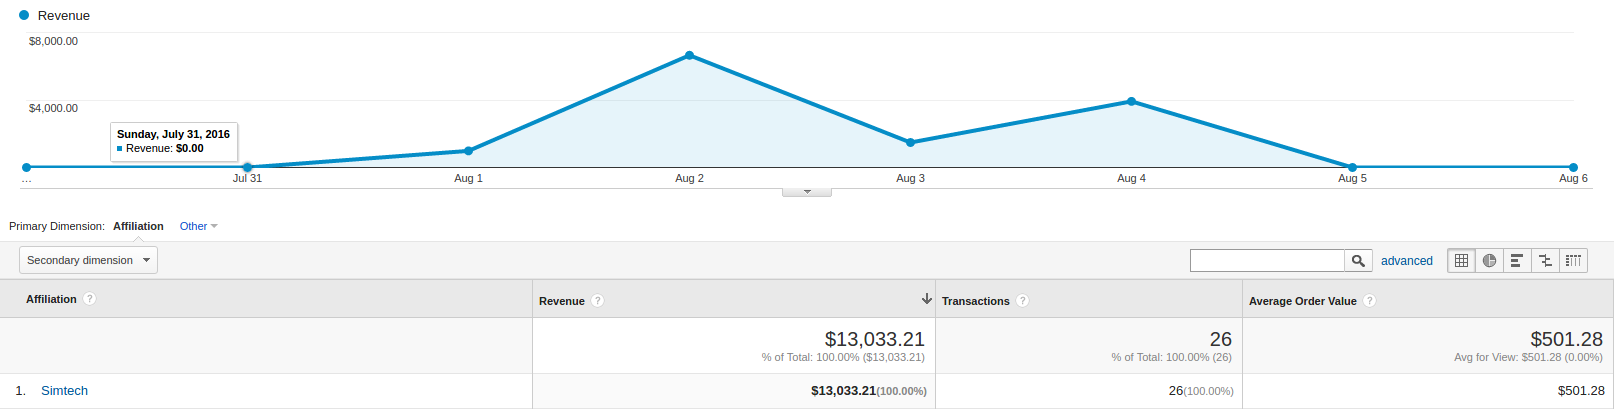 Revenue
$8,000.00
$4,000.00
Sunday, July 31, 2016
Revenue: $0.00
... Jul 31 Aug 1 Aug 2 Aug 3 Aug 4 Aug 5 Aug 6
Primary Dimension: Affiliation Other
Secondary dimension advanced
Affiliation ? Revenue ? Transactions ? Average Order Value ?
$13,033.21 26 $501.28
% of Total: 100.00% ($13,033.21) % of Total: 100.00% (26) Avg for View: $501.28 (0.00%)
1. Simtech $13,033.21(100.00%) 26(100.00%) $501.28